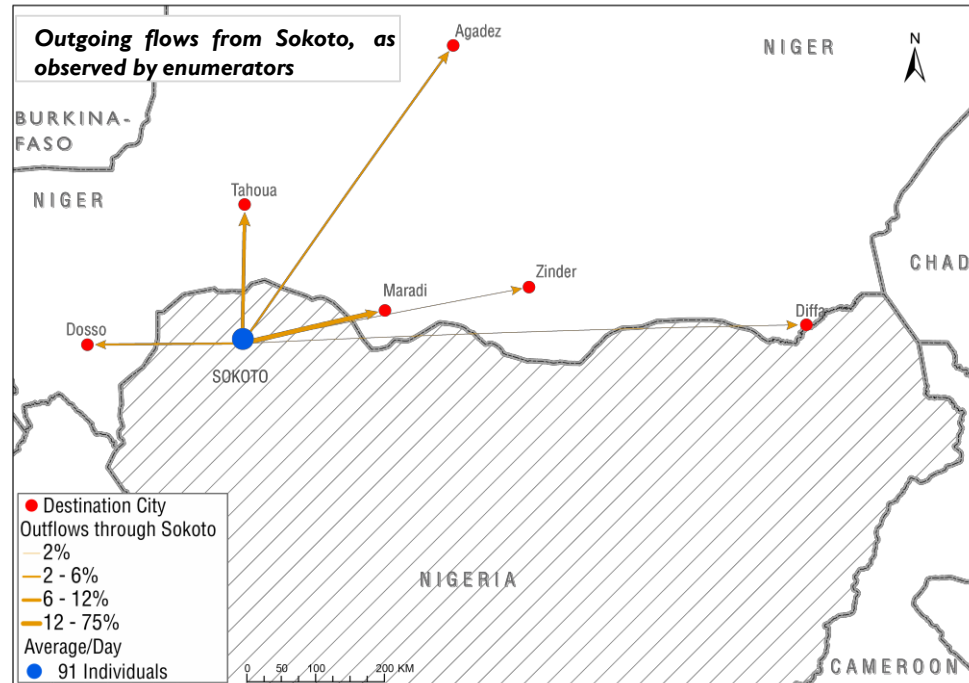 Outgoing flows from Sokoto, as
observed by enumerators
Agadez
NIGER
N
BURKINA-
FASO
Tahoua
NIGER
CHAD
Zinder
Maradi
Diffa
Dosso
SOKOTO
Destination City
Outflows through Sokoto
2%
2 - 6%
6 - 12%
12 - 75%
Average/Day
91 Individuals
NIGERIA
0 50 100 200 KM
CAMEROON